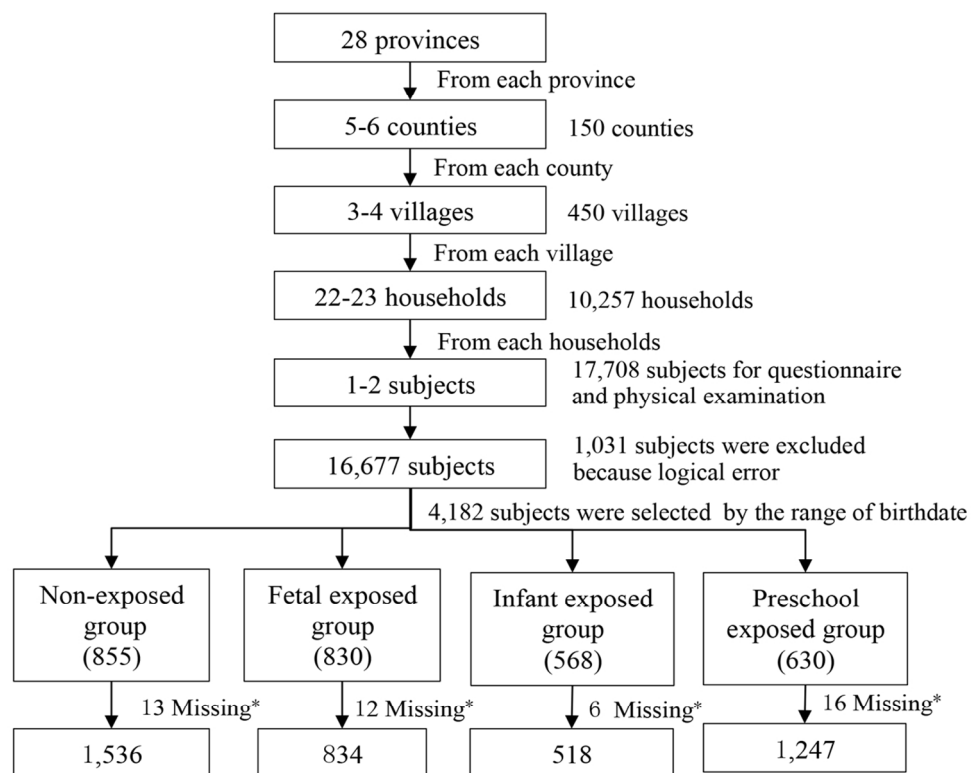 28 provinces
From each province
5-6 counties
150 counties
From each county
3-4 villages
450 villages
From each village
22-23 households
10,257 households
From each households
1-2 subjects
17,708 subjects for questionnaire
and physical examination
16,677 subjects
1,031 subjects were excluded
because logical error
4,182 subjects were selected by the range of birthdate
Non-exposed
group
(855)
Fetal exposed
group
(830)
Infant exposed
group
(568)
Preschool
exposed group
(630)
13 Missing*
12 Missing*
6 Missing*
16 Missing*
1,536
834
518
1,247